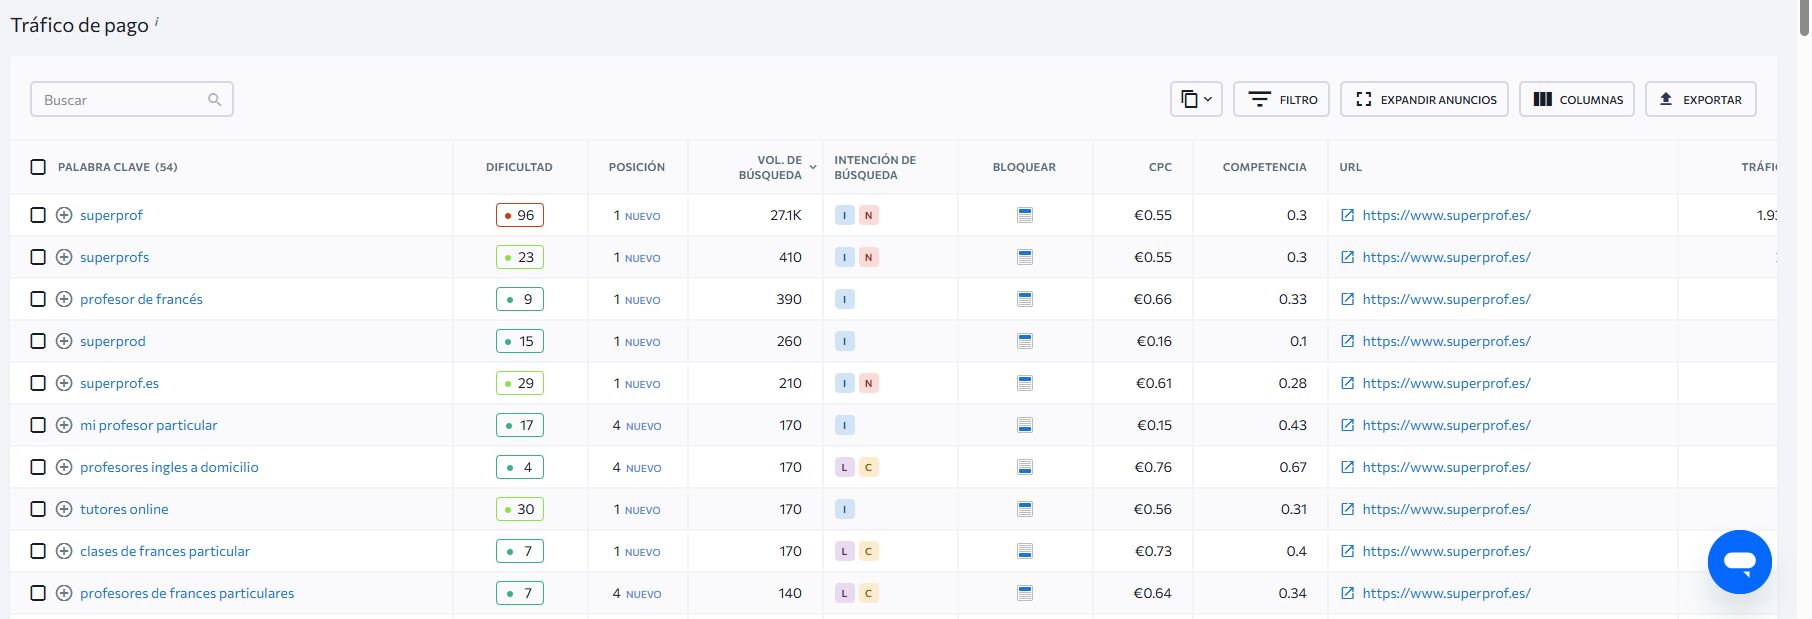 Tráfico de pago i
Buscar
FILTRO
EXPANDIR ANUNCIOS
COLUMNAS
EXPORTAR
PALABRA CLAVE (54) DIFICULTAD POSICIÓN VOL. DE BÚSQUEDA INTENCIÓN DE BÚSQUEDA BLOQUEAR CPC COMPETENCIA URL TRÁFIC
superprof 96 1 NUEVO 27.1K I N €0.55 0.3 https://www.superprof.es/ 1.93
superprofs 23 1 NUEVO 410 I N €0.55 0.3 https://www.superprof.es/
profesor de francés 9 1 NUEVO 390 I €0.66 0.33 https://www.superprof.es/
superprod 15 1 NUEVO 260 I €0.16 0.1 https://www.superprof.es/
superprof.es 29 1 NUEVO 210 I N €0.61 0.28 https://www.superprof.es/
mi profesor particular 17 4 NUEVO 170 I €0.15 0.43 https://www.superprof.es/
profesores ingles a domicilio 4 4 NUEVO 170 L C €0.76 0.67 https://www.superprof.es/
tutores online 30 1 NUEVO 170 I €0.56 0.31 https://www.superprof.es/
clases de frances particular 7 1 NUEVO 170 L C €0.73 0.4 https://www.superprof.es/
profesores de frances particulares 7 4 NUEVO 140 L C €0.64 0.34 https://www.superprof.es/